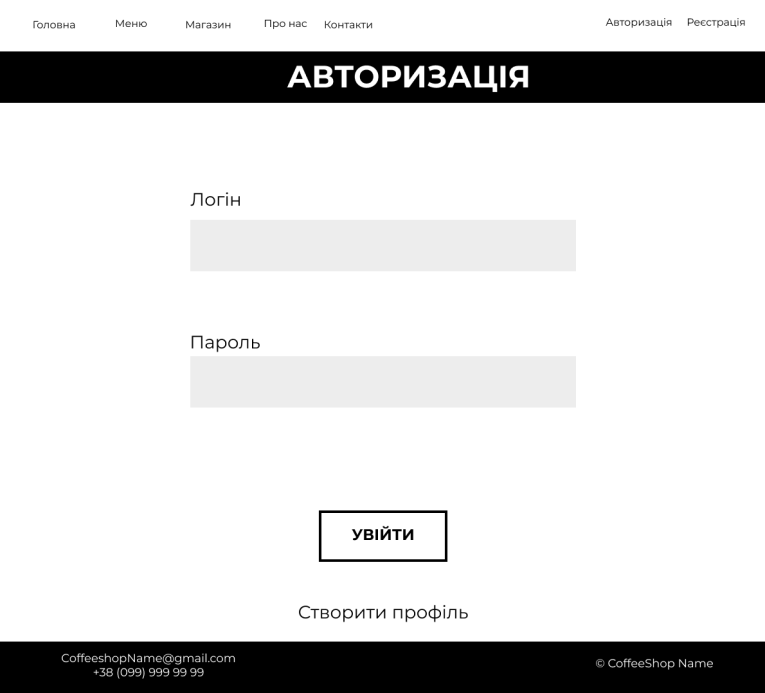 Головна Меню Магазин Про нас Контакти Авторизація Реєстрація
АВТОРИЗАЦІЯ
Логін
Пароль
УВІЙТИ
Створити профіль
CoffeeshopName@gmail.com
+38 (099) 999 99 99
© CoffeeShop Name